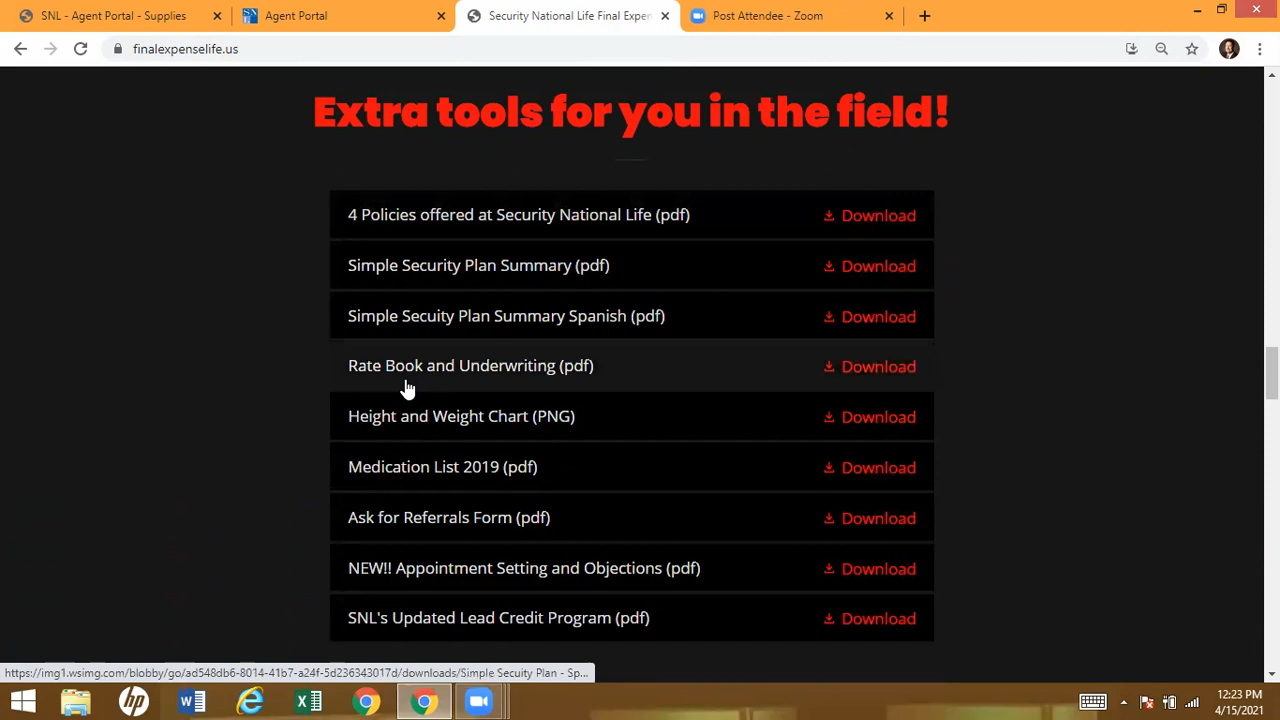 SNL - Agent Portal - Supplies
Agent Portal
Security National Life Final Expen
Post Attendee - Zoom
finalexpenselife.us
Extra tools for you in the field!
4 Policies offered at Security National Life (pdf) Download
Simple Security Plan Summary (pdf) Download
Simple Secuity Plan Summary Spanish (pdf) Download
Rate Book and Underwriting (pdf) Download
Height and Weight Chart (PNG) Download
Medication List 2019 (pdf) Download
Ask for Referrals Form (pdf) Download
NEW!! Appointment Setting and Objections (pdf) Download
SNL's Updated Lead Credit Program (pdf) Download
https://img1.wsimg.com/blobby/go/ad548db6-8014-41b7-a24f-5d236343017d/downloads/Simple Secuity Plan - Sp...
12:23 PM
4/15/2021